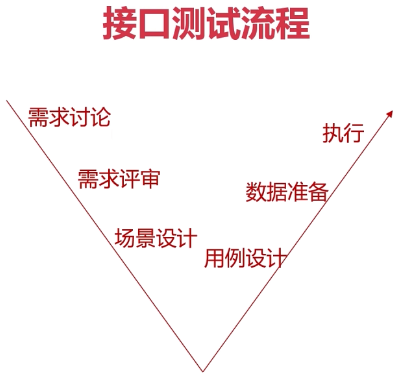 接口测试流程
需求讨论
需求评审
场景设计
用例设计
数据准备
执行